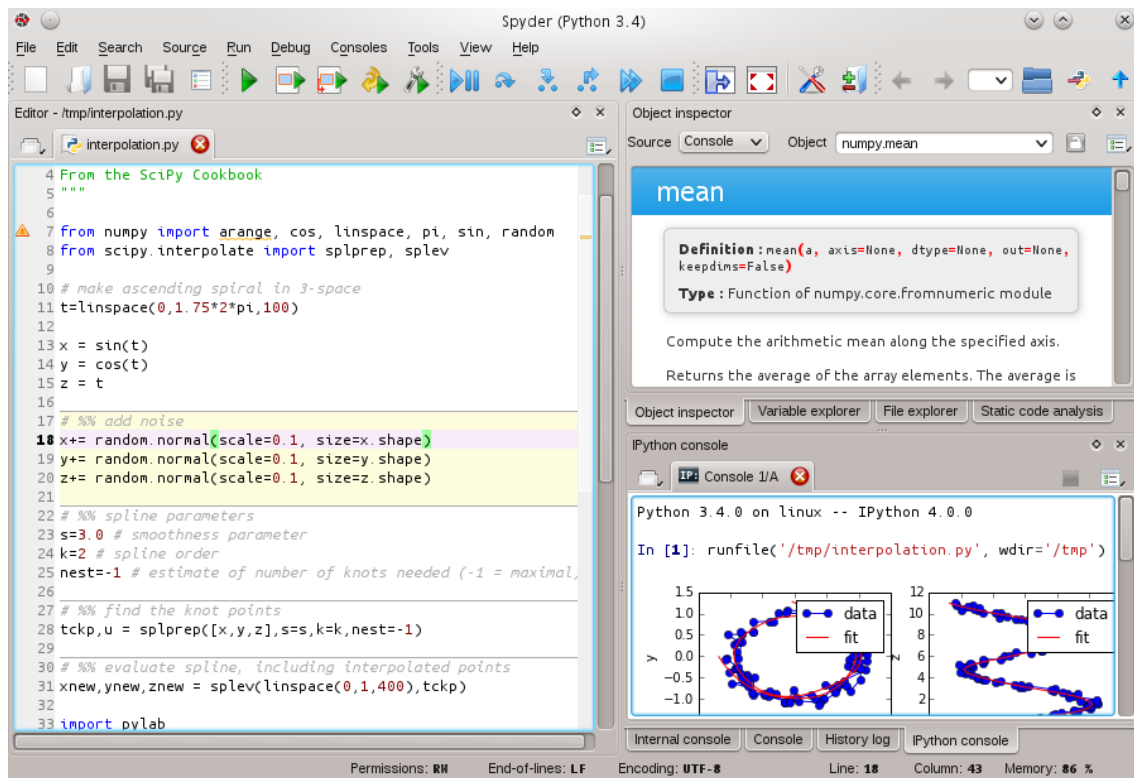 Spyder (Python 3.4)
File Edit Search Source Run Debug Consoles Tools View Help
Editor - /tmp/interpolation.py
interpolation.py
4 From the SciPy Cookbook
5 """
6
7 from numpy import arange, cos, linspace, pi, sin, random
8 from scipy.interpolate import splprep, splev
9
10 # make ascending spiral in 3-space
11 t=linspace(0,1.75*2*pi,100)
12
13 x = sin(t)
14 y = cos(t)
15 z = t
16
17 # %% add noise
18 x+= random.normal(scale=0.1, size=x.shape)
19 y+= random.normal(scale=0.1, size=y.shape)
20 z+= random.normal(scale=0.1, size=z.shape)
21
22 # %% spline parameters
23 s=3.0 # smoothness parameter
24 k=2 # spline order
25 nest=-1 # estimate of number of knots needed (-1 = maximal)
26
27 # %% find the knot points
28 tckp,u = splprep([x,y,z],s=s,k=k,nest=-1)
29
30 # %% evaluate spline, including interpolated points
31 xnew,ynew,znew = splev(linspace(0,1,400),tckp)
32
33 import pylab
Object inspector
Source Console Object numpy.mean
mean
Definition : mean(a, axis=None, dtype=None, out=None,
keepdims=False)
Type : Function of numpy.core.fromnumeric module
Compute the arithmetic mean along the specified axis.
Returns the average of the array elements. The average is
Object inspector Variable explorer File explorer Static code analysis
IPython console
IP: Console 1/A
Python 3.4.0 on linux -- IPython 4.0.0
In [1]: runfile('/tmp/interpolation.py', wdir='/tmp')
1.5
1.0
0.5
0.0
−0.5
−1.0
y
data
fit
12
10
8
6
4
2
z
data
fit
Internal console Console History log IPython console
Permissions: RW End-of-lines: LF Encoding: UTF-8 Line: 18 Column: 43 Memory: 86 %